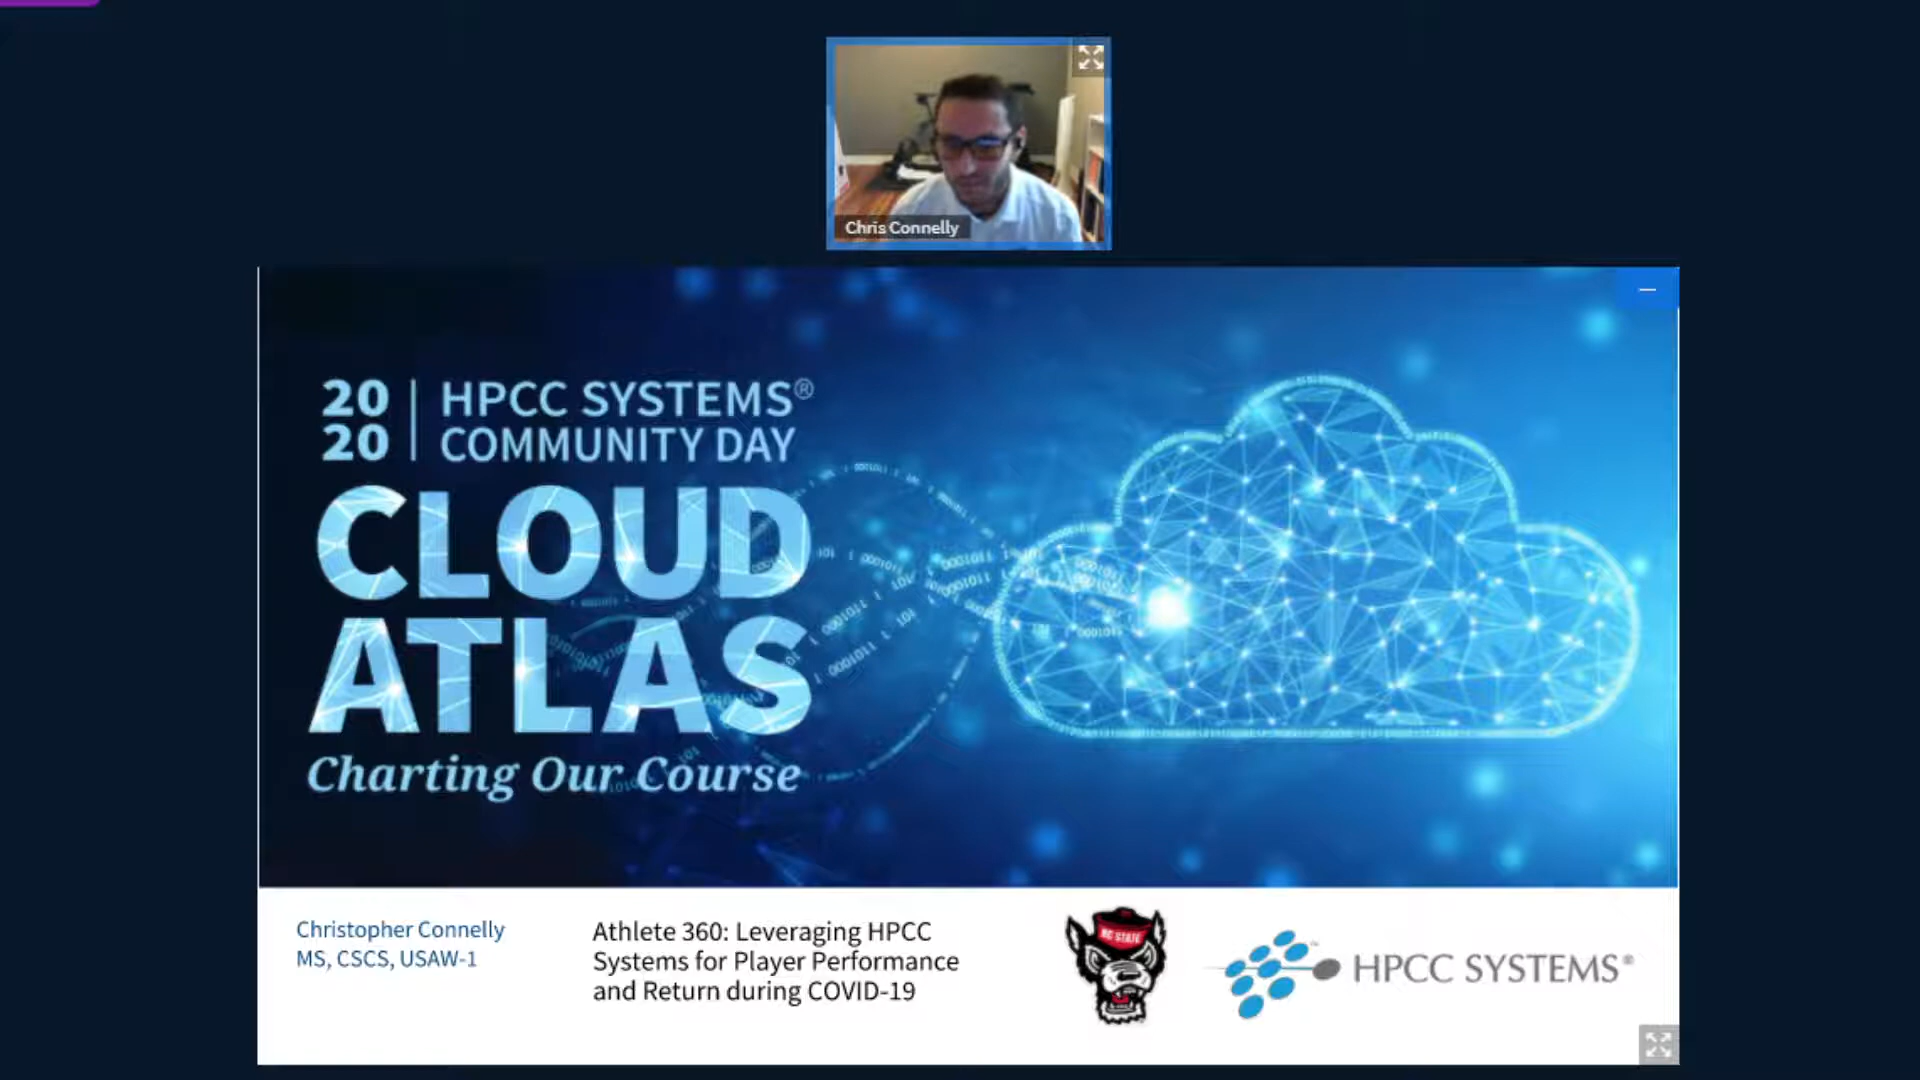 Chris Connelly
20
20
HPCC SYSTEMS®
COMMUNITY DAY
CLOUD
ATLAS
Charting Our Course
Christopher Connelly
MS, CSCS, USAW-1
Athlete 360: Leveraging HPCC
Systems for Player Performance
and Return during COVID-19
NC STATE
HPCC SYSTEMS®